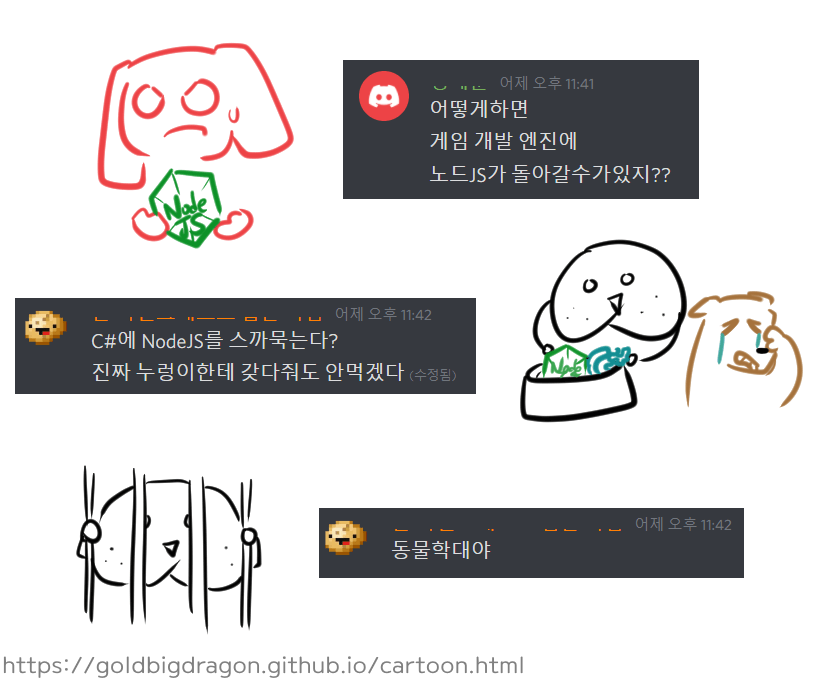 어제 오후 11:41
어떻게하면
게임 개발 엔진에
노드JS가 돌아갈수가있지??
Node
JS
어제 오후 11:42
C#에 NodeJS를 스까묵는다?
진짜 누렁이한테 갖다줘도 안먹겠다 (수정됨)
Node
어제 오후 11:42
동물학대야
https://goldbigdragon.github.io/cartoon.html